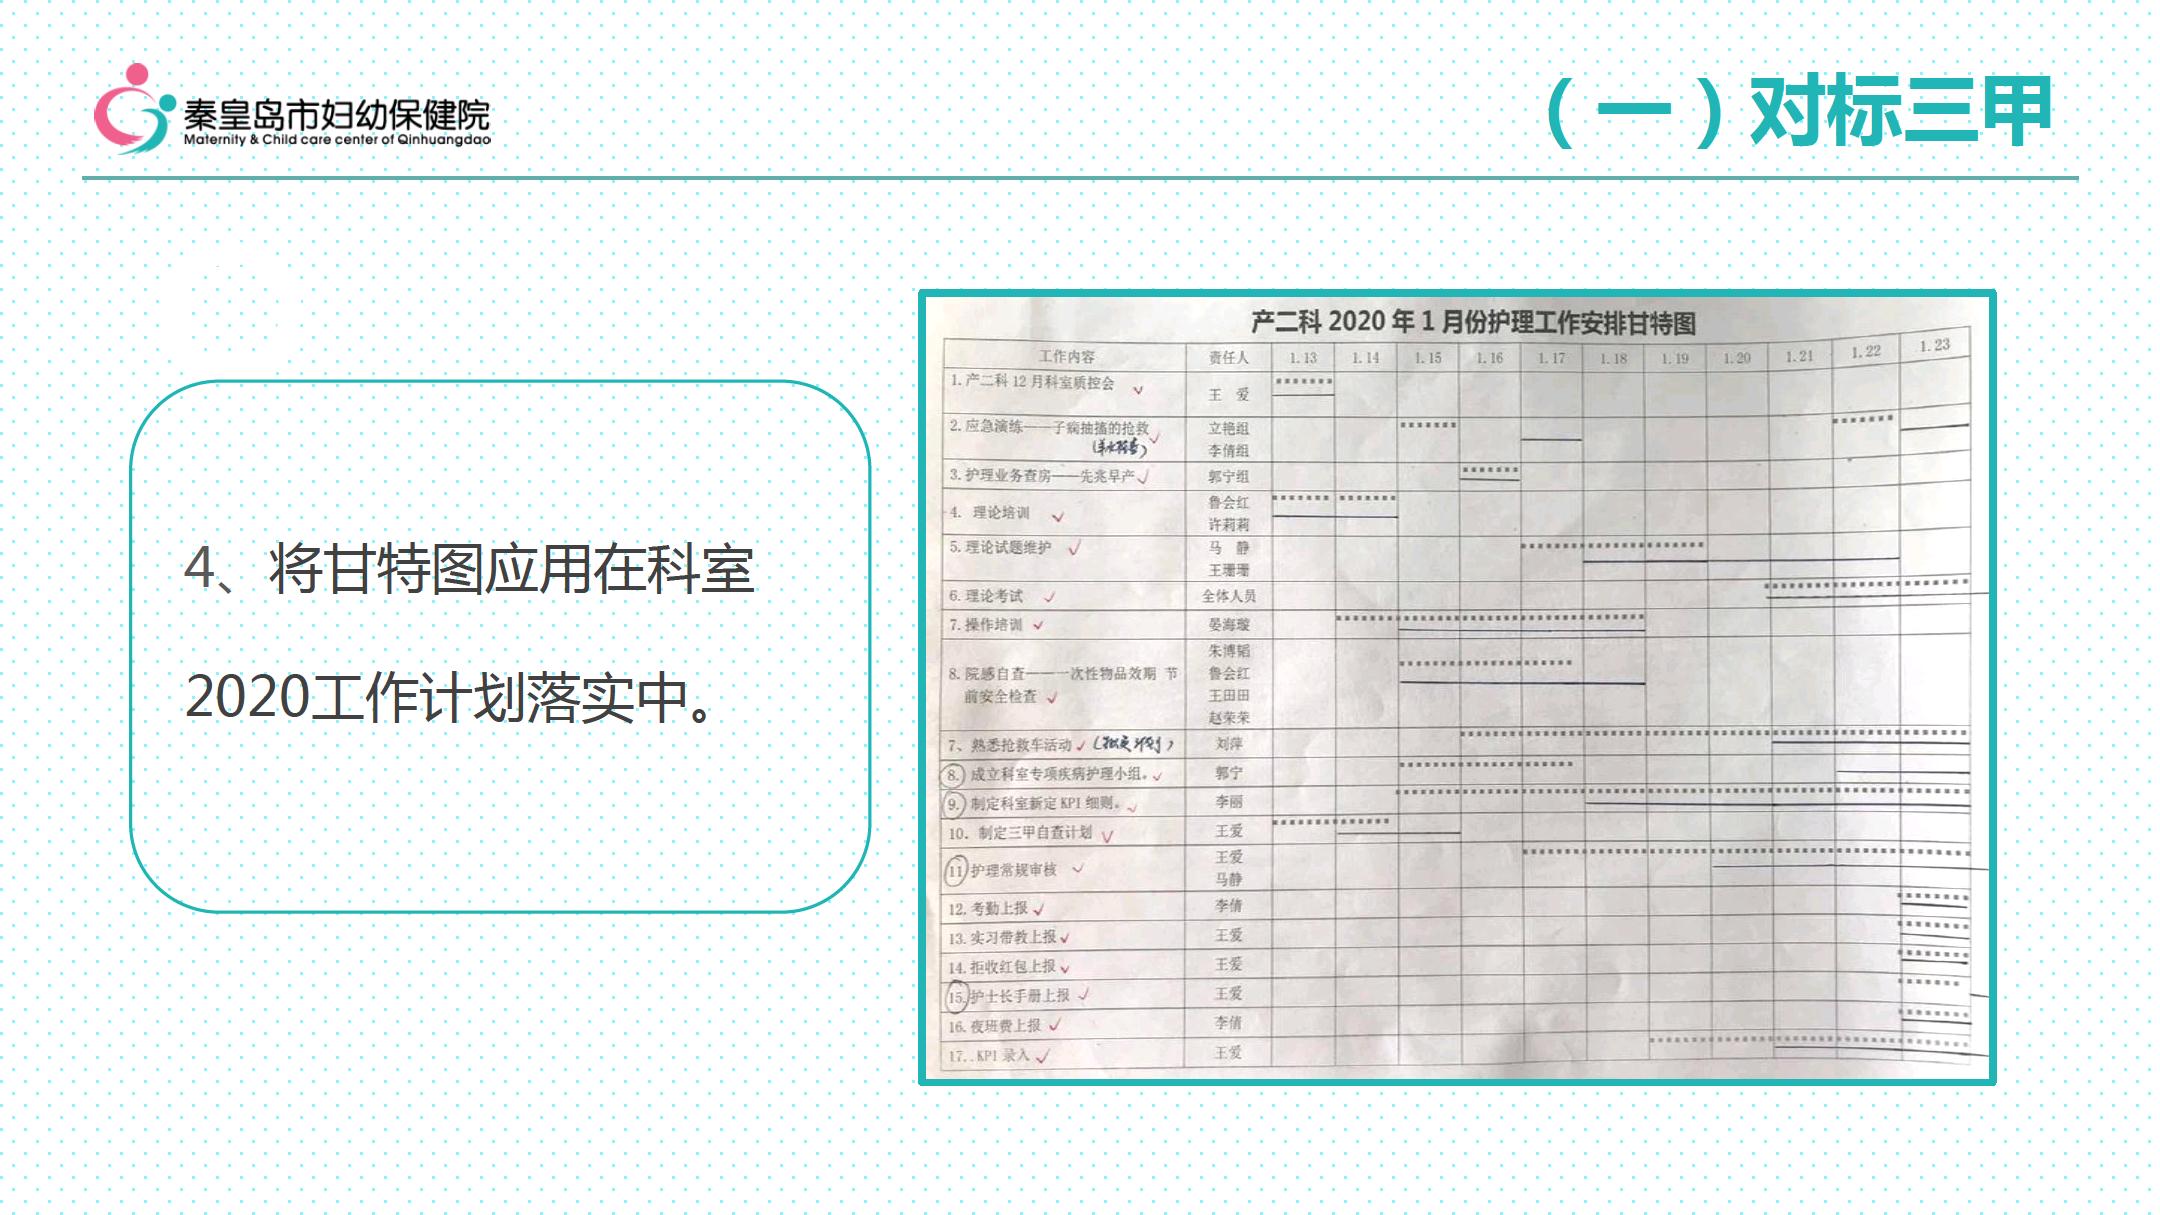 秦皇岛市妇幼保健院
Maternity & Child care center of Qinhuangdao
（一）对标三甲
4、将甘特图应用在科室
2020工作计划落实中。
产二科 2020 年 1 月份护理工作安排甘特图
工作内容 责任人 1.13 1.14 1.15 1.16 1.17 1.18 1.19 1.20 1.21 1.22 1.23
1.产二科 12 月科室质控会 王 爱
2.应急演练——子痫抽搐的抢救 立艳组
李倩组
3.护理业务查房——先兆早产 郭宁组
4. 理论培训 鲁会红
许莉莉
5.理论试题维护 马 静
王珊珊
6.理论考试 全体人员
7.操作培训 晏海璇
8.院感自查——一次性物品效期 节
前安全检查
朱博韬
鲁会红
王田田
赵荣荣
7、熟悉抢救车活动 刘萍
8. 成立科室专项疾病护理小组。 郭宁
9. 制定科室新定 KPI 细则。 李丽
10. 制定三甲自查计划 王爱
11 护理常规审核 王爱
马静
12.考勤上报 李倩
13.实习带教上报 王爱
14.拒收红包上报 王爱
15.护士长手册上报 王爱
16.夜班费上报 李倩
17..KPI 录入 王爱